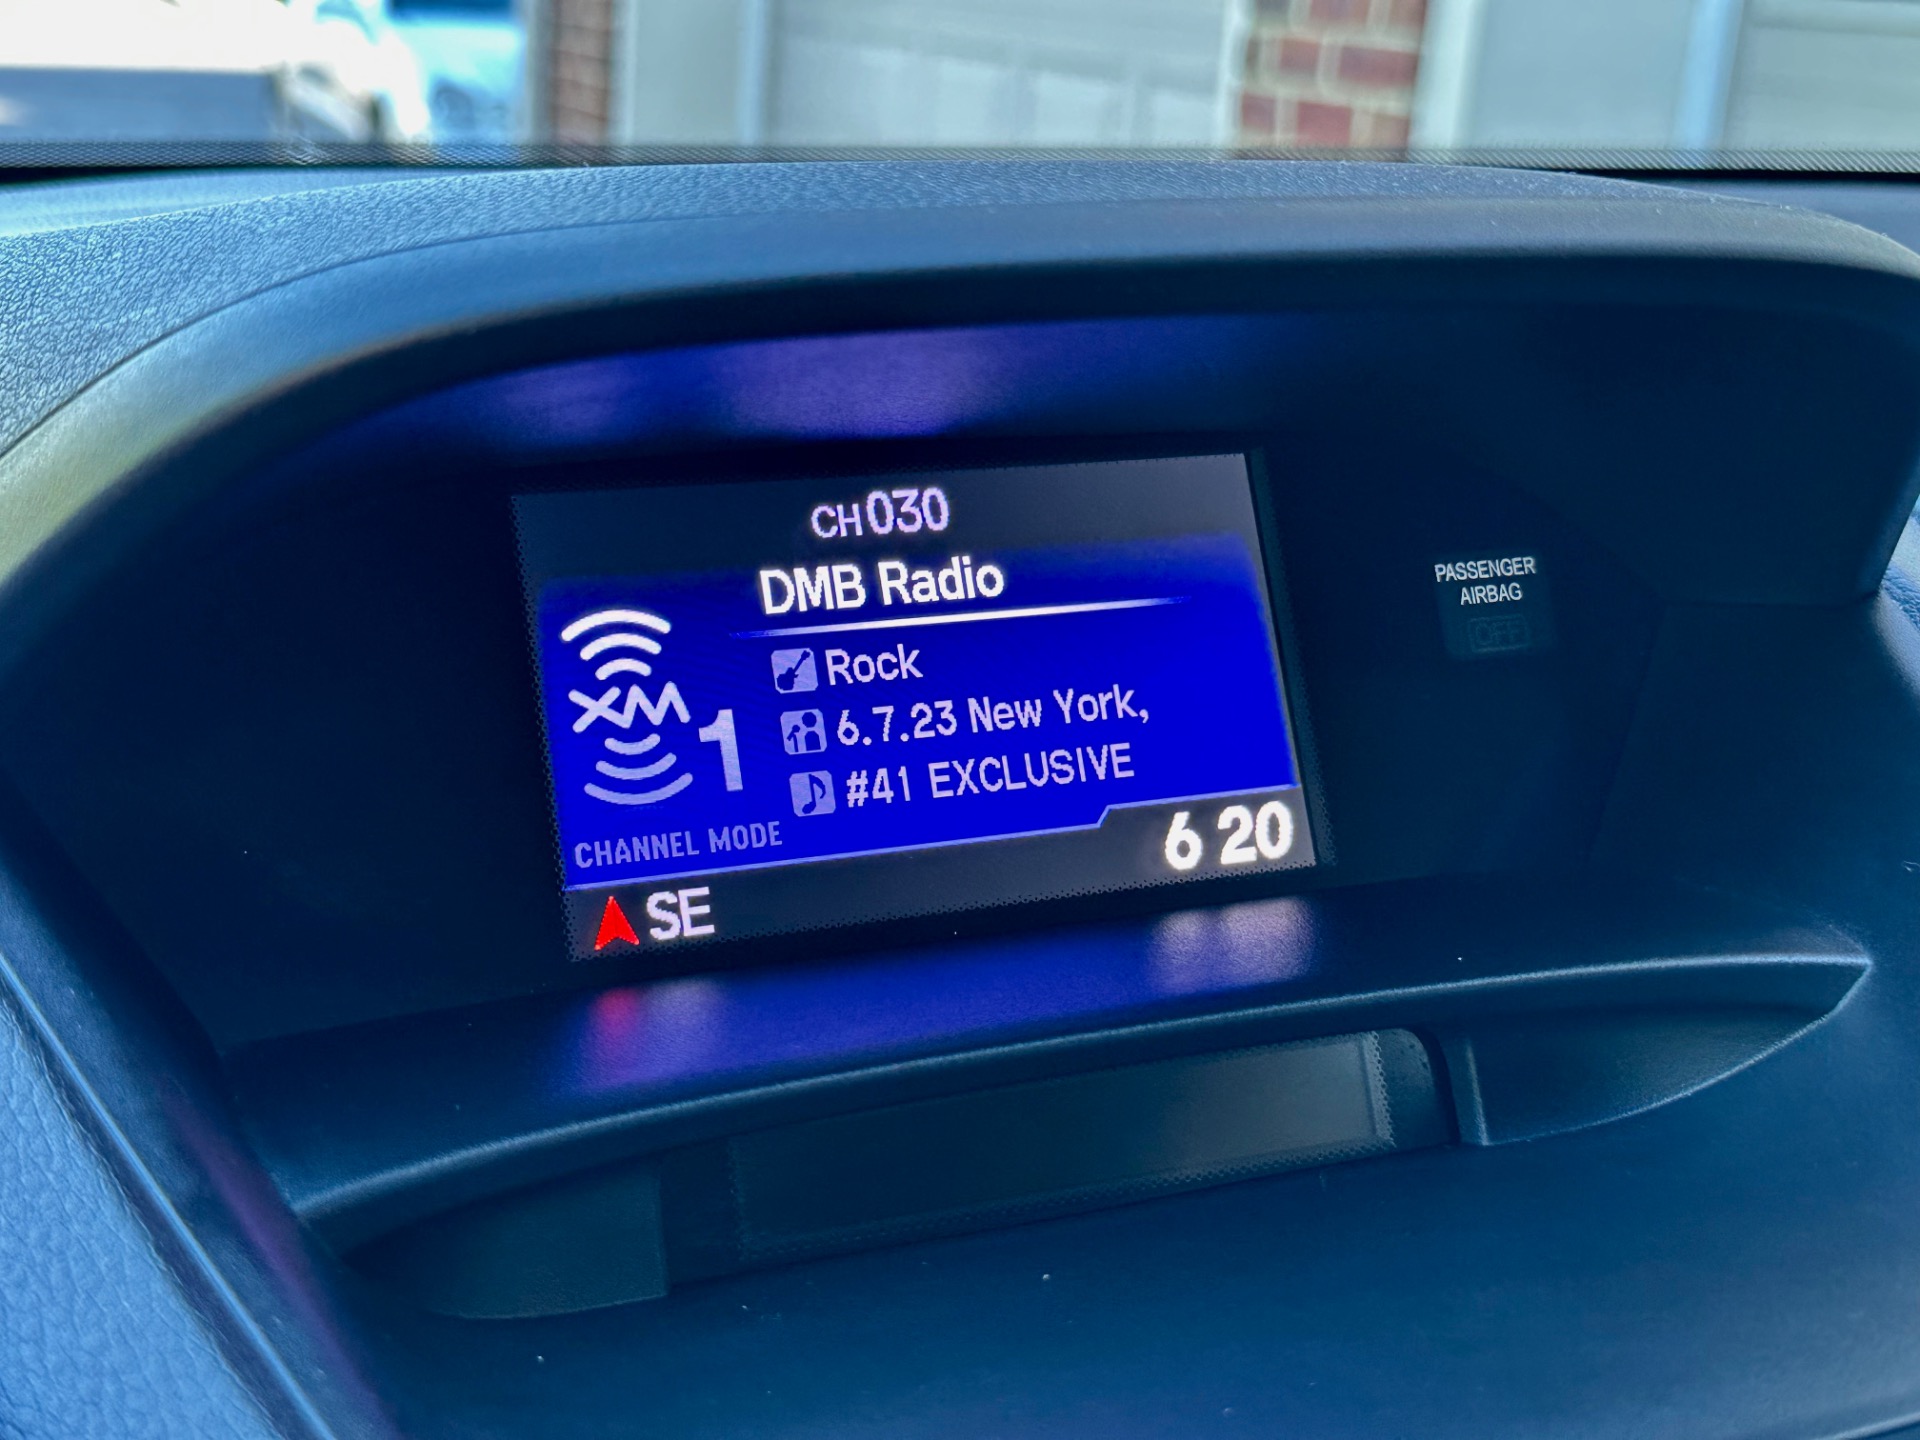 CH030
DMB Radio
XM 1
Rock
6.7.23 New York,
#41 EXCLUSIVE
CHANNEL MODE
6 20
SE
PASSENGER
AIRBAG
OFF